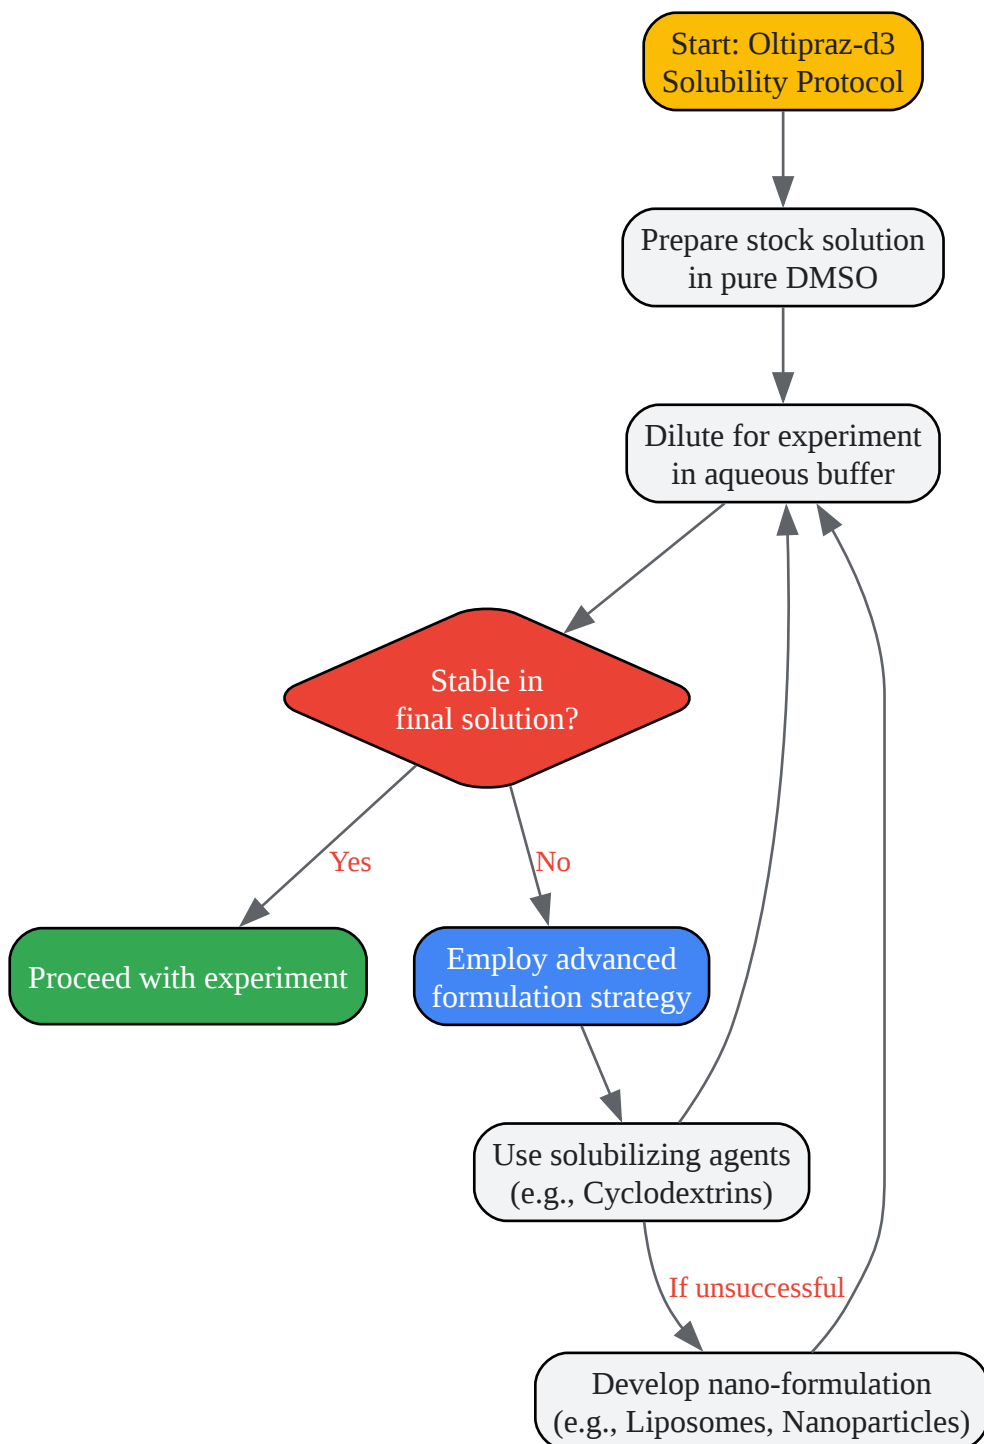 Start: Oltipraz-d3
Solubility Protocol
Prepare stock solution
in pure DMSO
Dilute for experiment
in aqueous buffer
Stable in
final solution?
Yes
No
Proceed with experiment
Employ advanced
formulation strategy
Use solubilizing agents
(e.g., Cyclodextrins)
If unsuccessful
Develop nano-formulation
(e.g., Liposomes, Nanoparticles)